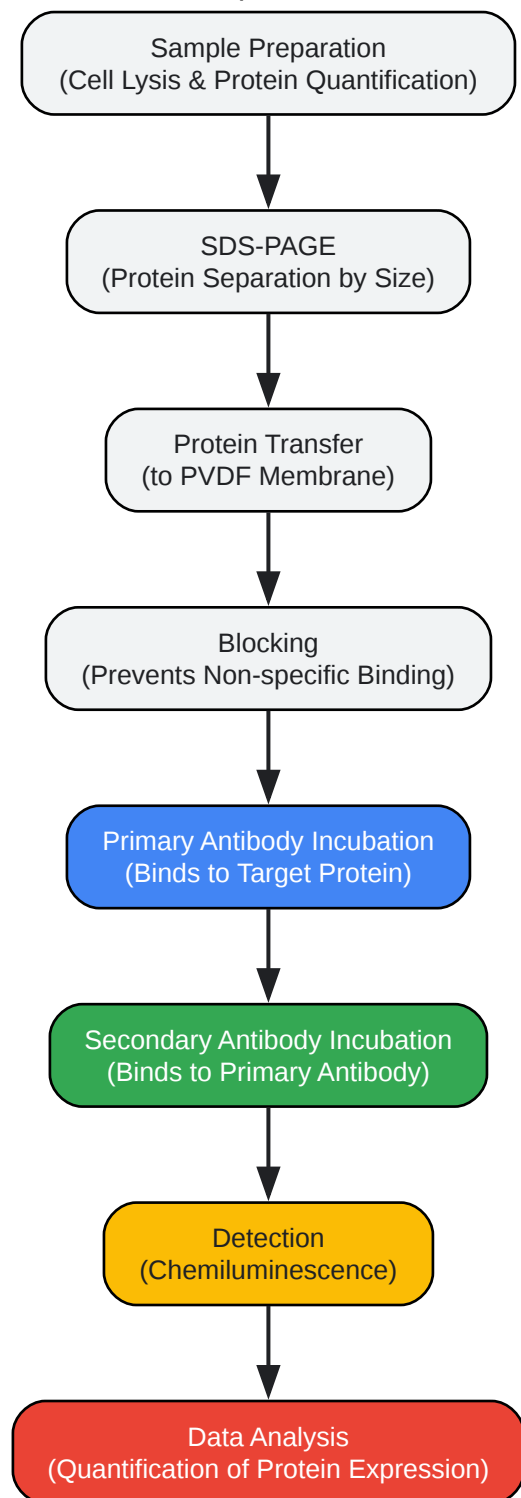 Sample Preparation
(Cell Lysis & Protein Quantification)
SDS-PAGE
(Protein Separation by Size)
Protein Transfer
(to PVDF Membrane)
Blocking
(Prevents Non-specific Binding)
Primary Antibody Incubation
(Binds to Target Protein)
Secondary Antibody Incubation
(Binds to Primary Antibody)
Detection
(Chemiluminescence)
Data Analysis
(Quantification of Protein Expression)